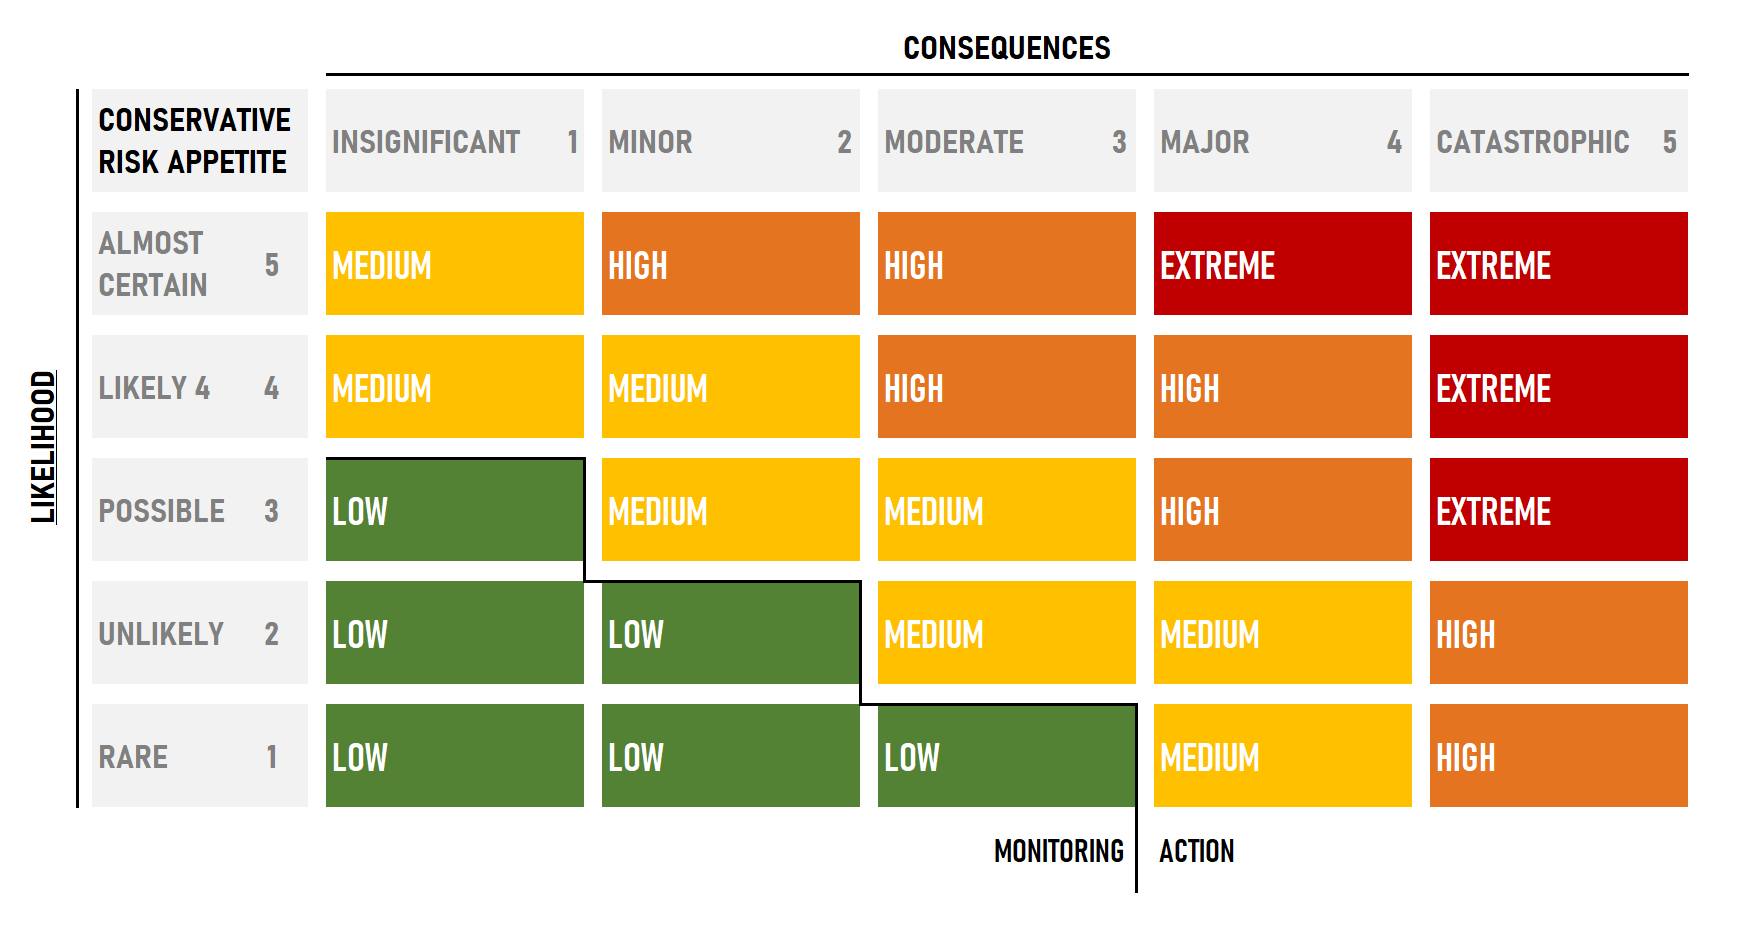 CONSEQUENCES
CONSERVATIVE
RISK APPETITE
INSIGNIFICANT 1
MINOR 2
MODERATE 3
MAJOR 4
CATASTROPHIC 5
LIKELIHOOD
ALMOST
CERTAIN 5
MEDIUM
HIGH
HIGH
EXTREME
EXTREME
LIKELY 4 4
MEDIUM
MEDIUM
HIGH
HIGH
EXTREME
POSSIBLE 3
LOW
MEDIUM
MEDIUM
HIGH
EXTREME
UNLIKELY 2
LOW
LOW
MEDIUM
MEDIUM
HIGH
RARE 1
LOW
LOW
LOW
MEDIUM
HIGH
MONITORING
ACTION